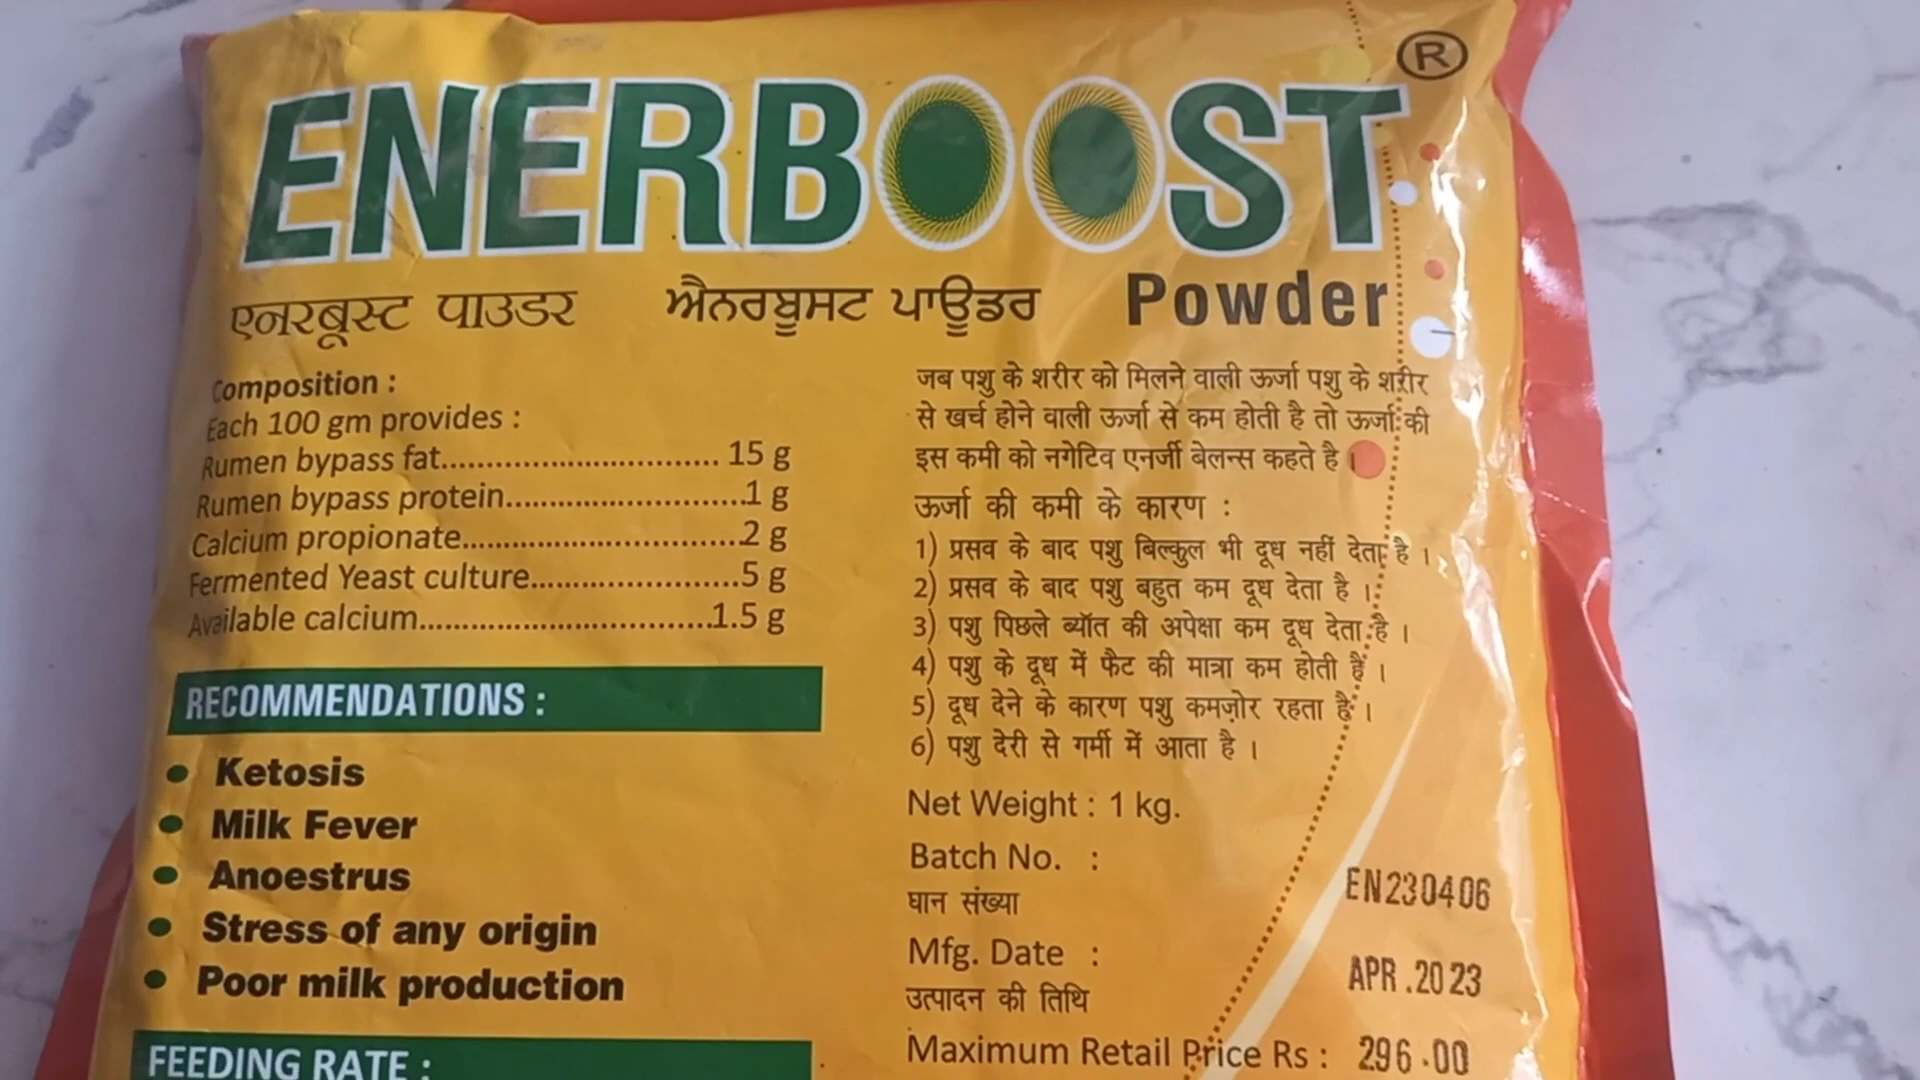 ENERBOOST ®
एनरबूस्ट पाउडर ਐਨਰਬੂਸਟ ਪਾਊਡਰ Powder
Composition :
Each 100 gm provides :
Rumen bypass fat.................................. 15 g
Rumen bypass protein.............................1 g
Calcium propionate..................................2 g
Fermented Yeast culture.........................5 g
Available calcium...................................1.5 g
RECOMMENDATIONS :
• Ketosis
• Milk Fever
• Anoestrus
• Stress of any origin
• Poor milk production
FEEDING RATE :
जब पशु के शरीर को मिलने वाली ऊर्जा पशु के शरीर
से खर्च होने वाली ऊर्जा से कम होती है तो ऊर्जा की
इस कमी को नगेटिव एनर्जी बेलन्स कहते है ।
ऊर्जा की कमी के कारण :
1) प्रसव के बाद पशु बिल्कुल भी दूध नहीं देता है ।
2) प्रसव के बाद पशु बहुत कम दूध देता है ।
3) पशु पिछले ब्यॉत की अपेक्षा कम दूध देता है ।
4) पशु के दूध में फैट की मात्रा कम होती है ।
5) दूध देने के कारण पशु कमज़ोर रहता है ।
6) पशु देरी से गर्मी में आता है ।
Net Weight : 1 kg.
Batch No. :
घान संख्या EN230406
Mfg. Date :
उत्पादन की तिथि APR.2023
Maximum Retail Price Rs : 296.00